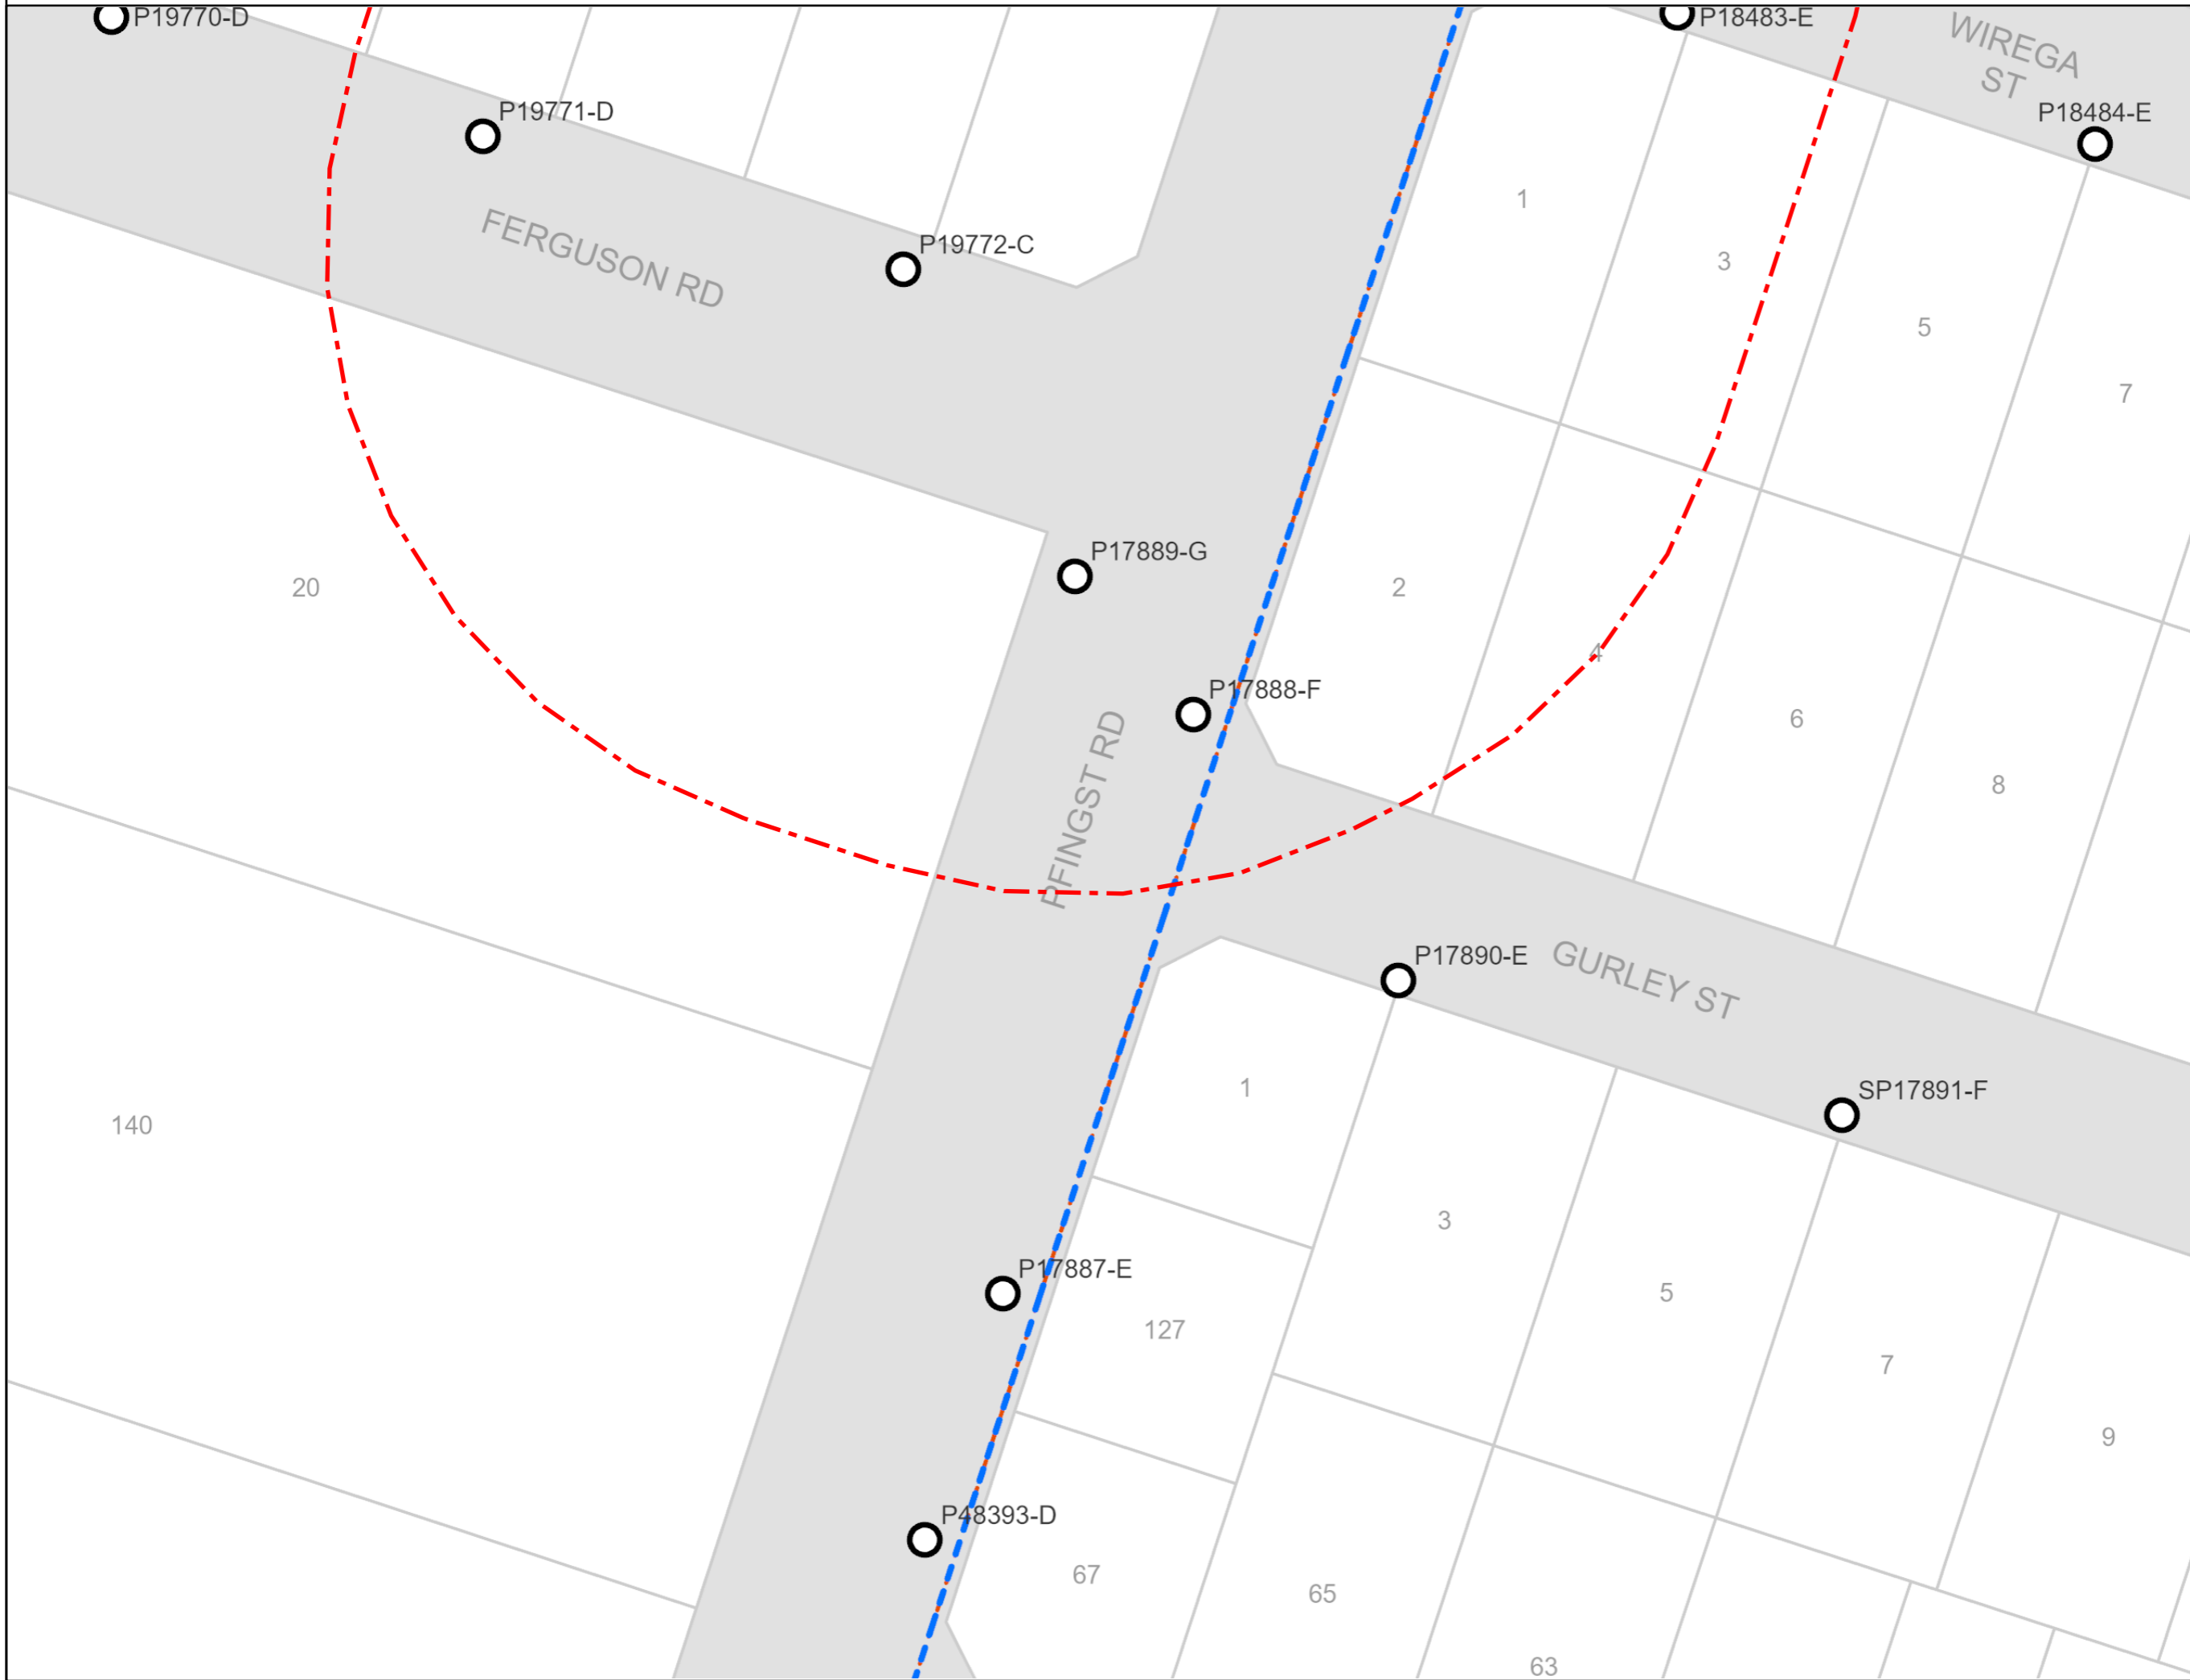 P19770-D
P18483-E
WIREGA
ST
P19771-D
P18484-E
1
FERGUSON RD
P19772-C
3
5
7
P17889-G
20
2
4
P17888-F
6
PFINGST RD
8
P17890-E
GURLEY ST
1
SP17891-F
140
3
P17887-E
5
127
7
9
P48393-D
67
65
63